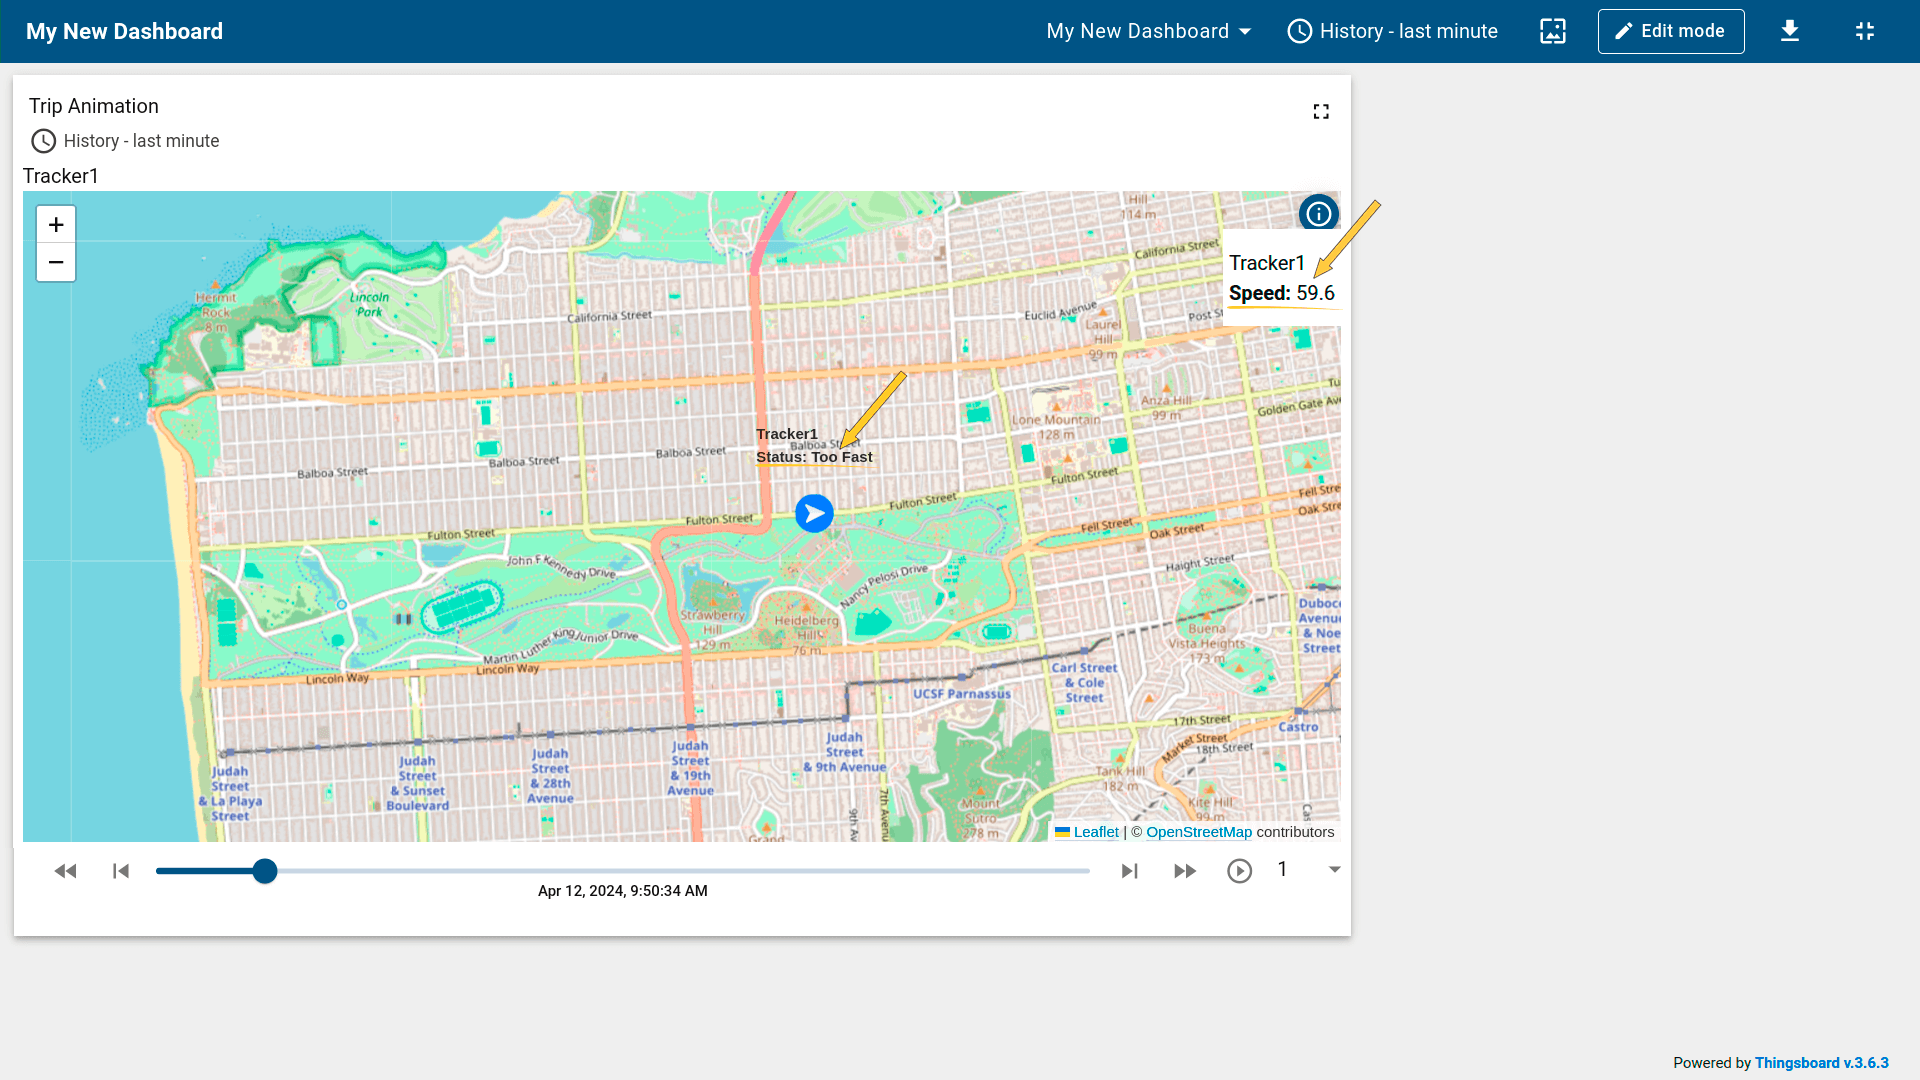 My New Dashboard
My New Dashboard
History - last minute
Edit mode
Trip Animation
History - last minute
Tracker1
+
−
Hill
114 m
California Street
Tracker1
Speed: 59.6
Hermit
Rock
8 m
Lincoln
Park
California Street
Euclid Avenue
Post St
Laurel
Hill
99 m
Anza Hill
99 m
Golden Gate Ave
Tu
Lone Mountain
128 m
Tracker1
Balboa Street
Status: Too Fast
Balboa Street
Balboa Street
Balboa Street
Fulton Street
Fulton Street
Fulton Street
Fulton Street
Fell Stre
Oak Stre
Fell Street
Oak Street
John F Kennedy Drive
Nancy Pelosi Drive
Haight Street
Strawberry
Hill
129 m
Heidelberg
Hill
76 m
Martin Luther King Junior Drive
Lincoln Way
Lincoln Way
Buena
Vista Heights
173 m
Duboce
Avenue
& Noe
Street
Carl Street
& Cole
Street
UCSF Parnassus
17th Street
Market Street
18th Street
Castro
Judah
Street
& La Playa
Street
Judah
Street
& Sunset
Boulevard
Judah
Street
& 28th
Avenue
Judah
Street
& 19th
Avenue
Judah
Street
& 9th Avenue
Tank Hill
182 m
Kite Hill
99 m
Mount
Sutro
278 m
Grand
9th Av
7th Avenue
Cas
Leaflet | © OpenStreetMap contributors
1
Apr 12, 2024, 9:50:34 AM
Powered by Thingsboard v.3.6.3